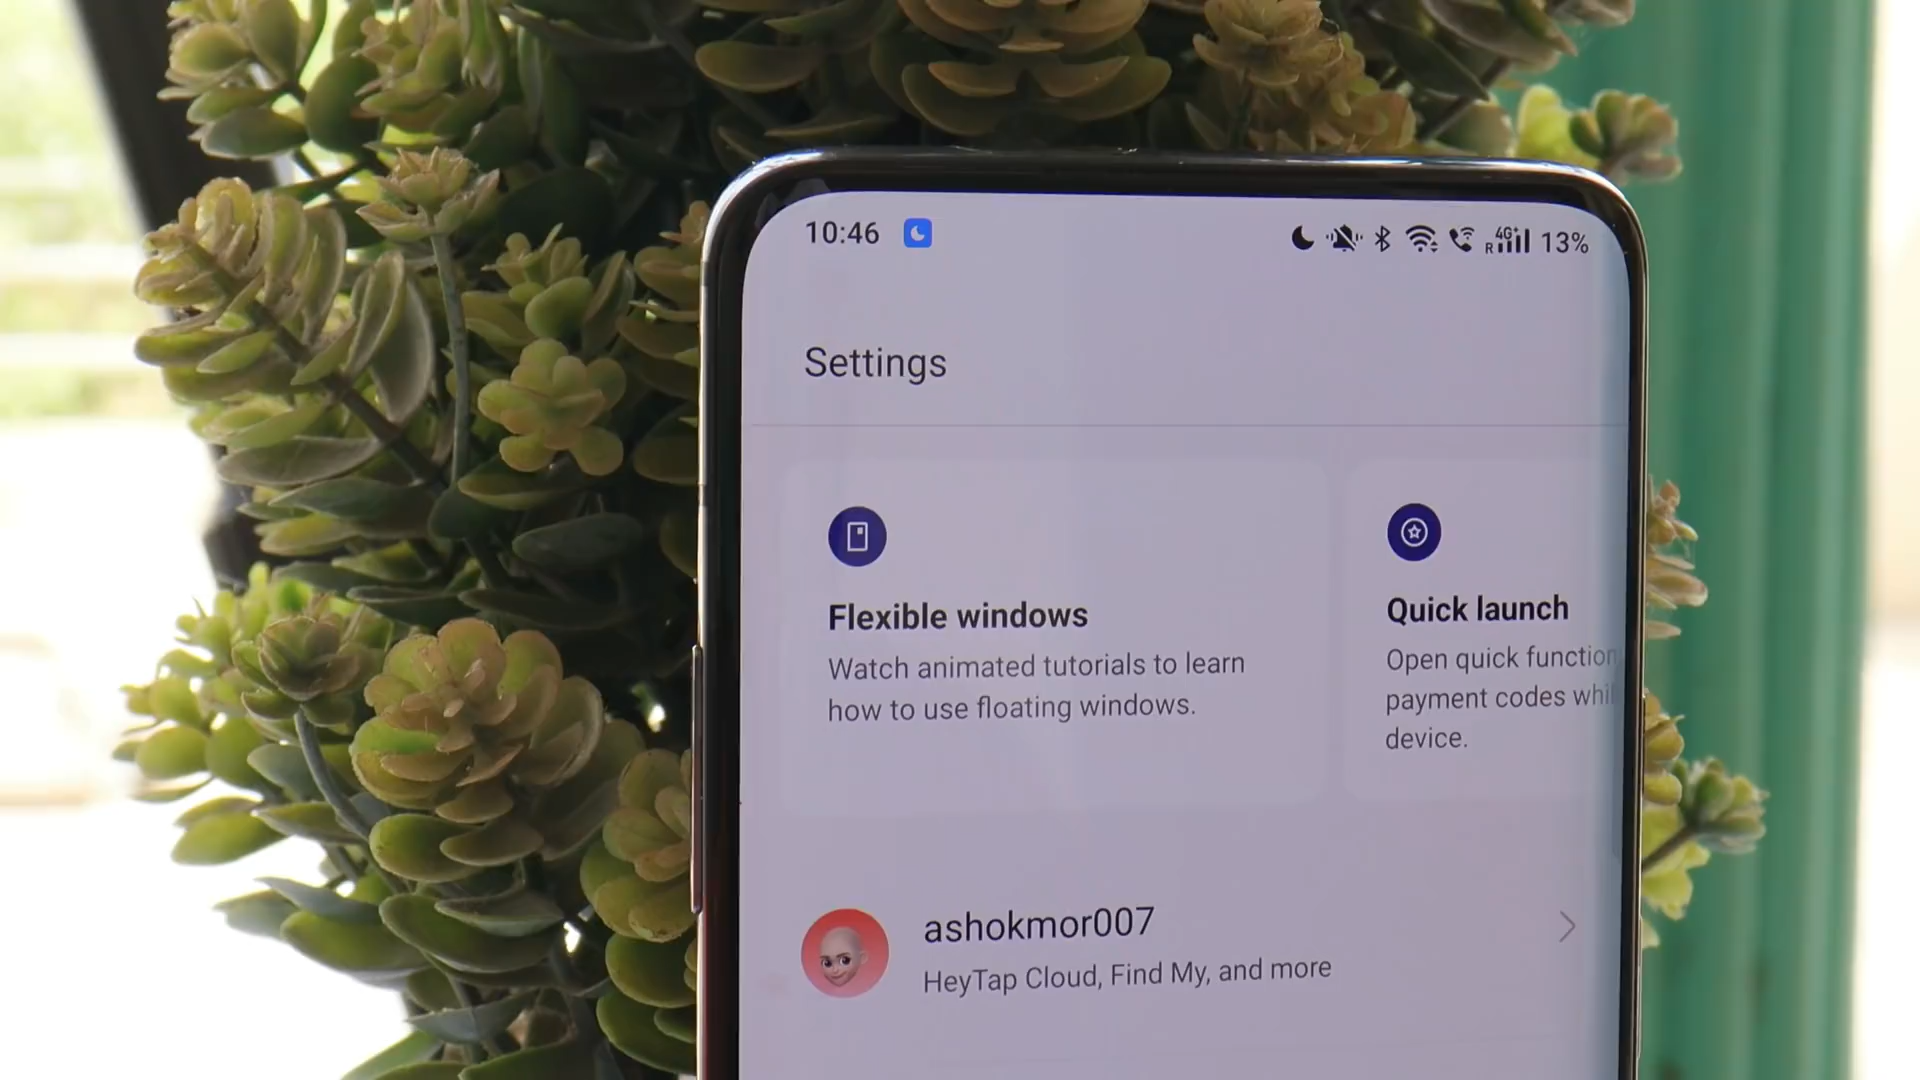 10:46
R 4G+ 13%
Settings
Flexible windows
Watch animated tutorials to learn
how to use floating windows.
Quick launch
Open quick function
payment codes whi
device.
ashokmor007
HeyTap Cloud, Find My, and more